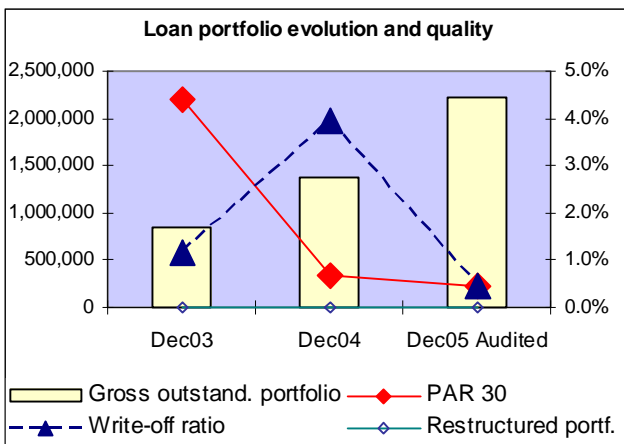 Loan portfolio evolution and quality
2,500,000 5.0%
2,000,000 4.0%
1,500,000 3.0%
1,000,000 2.0%
500,000 1.0%
0 0.0%
Dec03 Dec04 Dec05 Audited
Gross outstand. portfolio PAR 30
Write-off ratio Restructured portf.